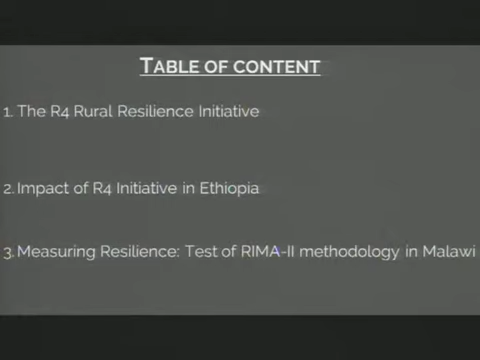 TABLE OF CONTENT
1. The R4 Rural Resilience Initiative
2. Impact of R4 Initiative in Ethiopia
3. Measuring Resilience: Test of RIMA-II methodology in Malawi